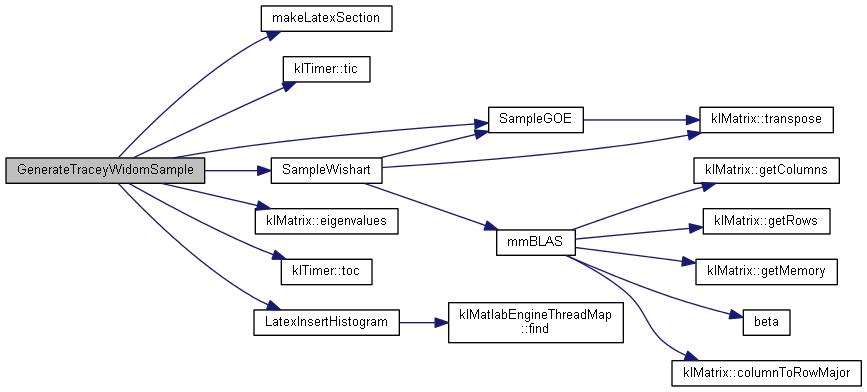 makeLatexSection
klTimer::tic
SampleGOE
klMatrix::transpose
GenerateTraceyWidomSample
SampleWishart
klMatrix::getColumns
klMatrix::eigenvalues
klMatrix::getRows
mmBLAS
klTimer::toc
klMatrix::getMemory
LatexInsertHistogram
klMatlabEngineThreadMap
::find
beta
klMatrix::columnToRowMajor